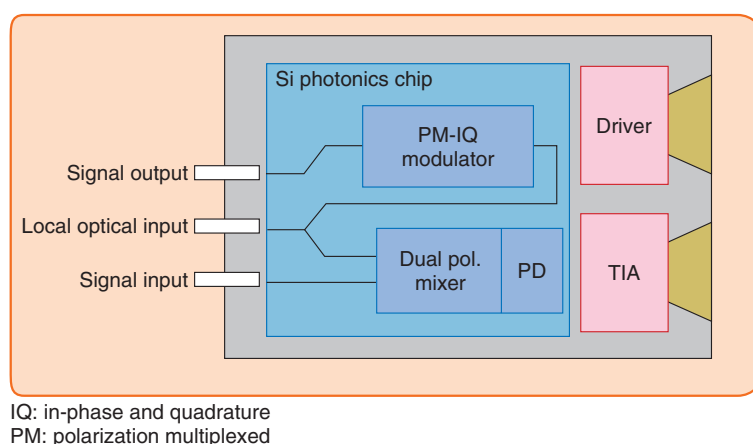 Si photonics chip
PM-IQ
modulator
Driver
Signal output
Local optical input
Signal input
Dual pol.
mixer
PD
TIA
IQ: in-phase and quadrature
PM: polarization multiplexed